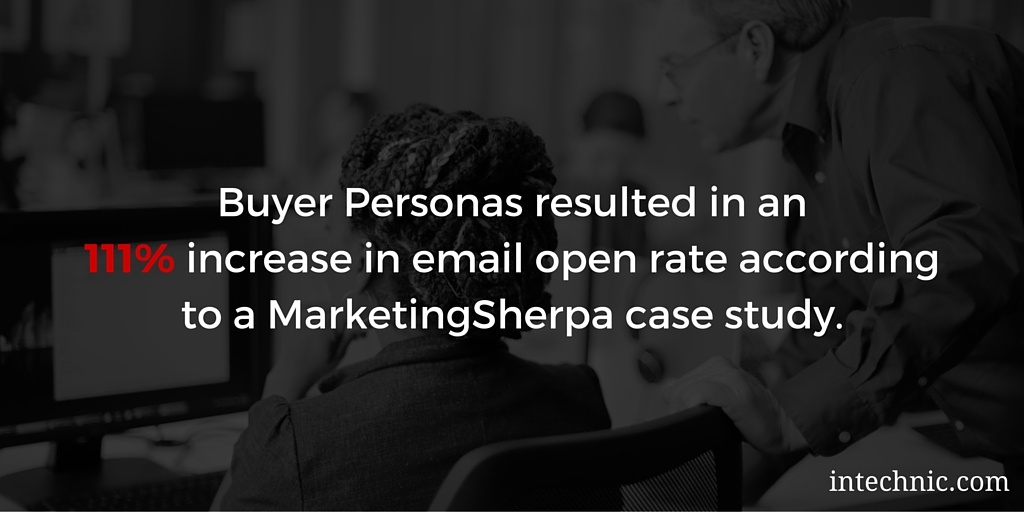 Buyer Personas resulted in an
111% increase in email open rate according
to a MarketingSherpa case study.
intechnic.com